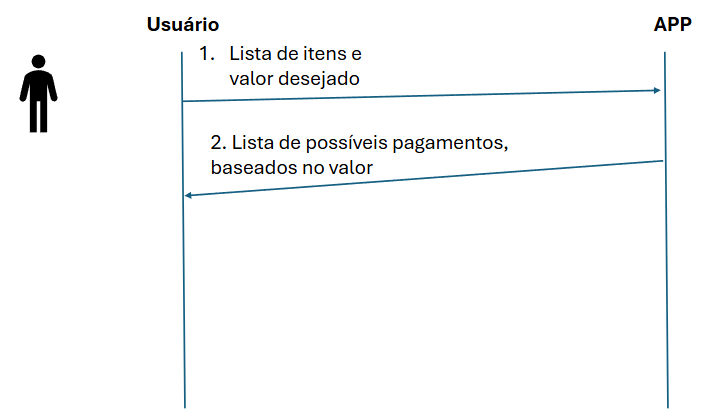 Usuário
APP
1. Lista de itens e
valor desejado
2. Lista de possíveis pagamentos,
baseados no valor